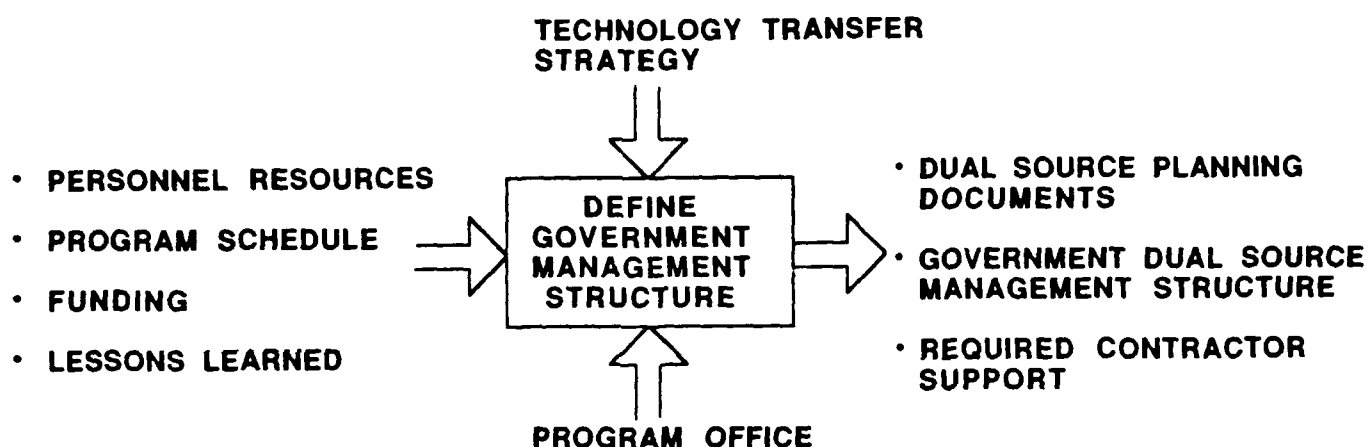 TECHNOLOGY TRANSFER
STRATEGY
• PERSONNEL RESOURCES
• PROGRAM SCHEDULE
• FUNDING
• LESSONS LEARNED
DEFINE
GOVERNMENT
MANAGEMENT
STRUCTURE
• DUAL SOURCE PLANNING
DOCUMENTS
• GOVERNMENT DUAL SOURCE
MANAGEMENT STRUCTURE
• REQUIRED CONTRACTOR
SUPPORT
PROGRAM OFFICE